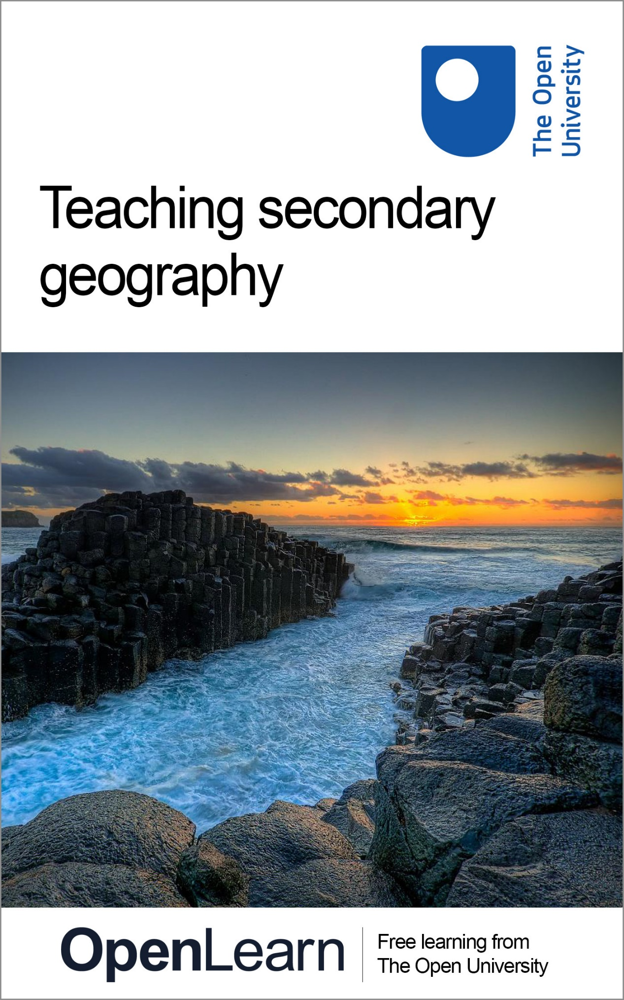 The Open
University
Teaching secondary
geography
OpenLearn
Free learning from
The Open University